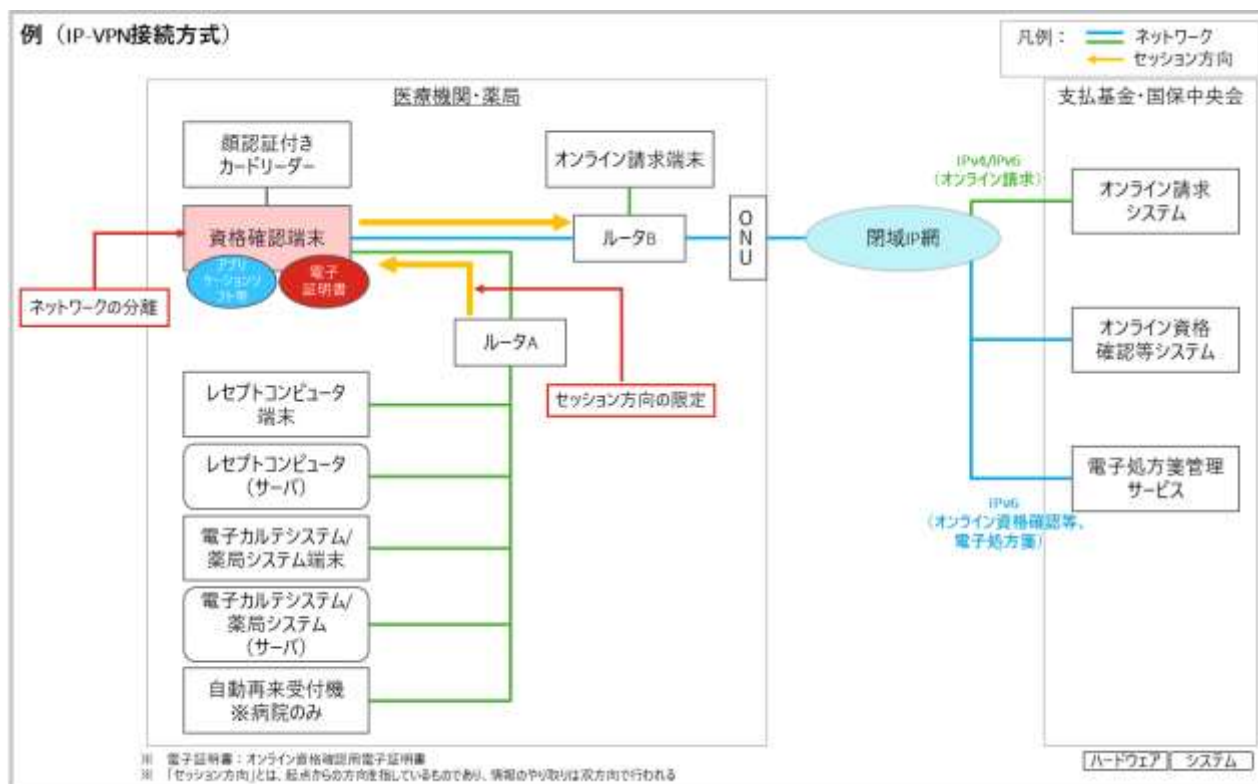 例（IP-VPN接続方式）
凡例：
ネットワーク
セッション方向
医療機関・薬局
支払基金・国保中央会
顔認証付き
カードリーダー
オンライン請求端末
IPv4/IPv6
（オンライン請求）
オンライン請求
システム
資格確認端末
ルータB
ONU
閉域IP網
アプリ
ケーションソ
フト等
電子
証明書
ネットワークの分離
ルータA
オンライン資格
確認等システム
レセプトコンピュータ
端末
セッション方向の限定
レセプトコンピュータ
（サーバ）
電子処方箋管理
サービス
IPv6
（オンライン資格確認等、
電子処方箋）
電子カルテシステム/
薬局システム端末
電子カルテシステム/
薬局システム
（サーバ）
自動再来受付機
※病院のみ
※ 電子証明書：オンライン資格確認用電子証明書
※ 「セッション方向」とは、起点からの方向を指しているものであり、情報のやり取りは双方向で行われる
ハードウェア
システム